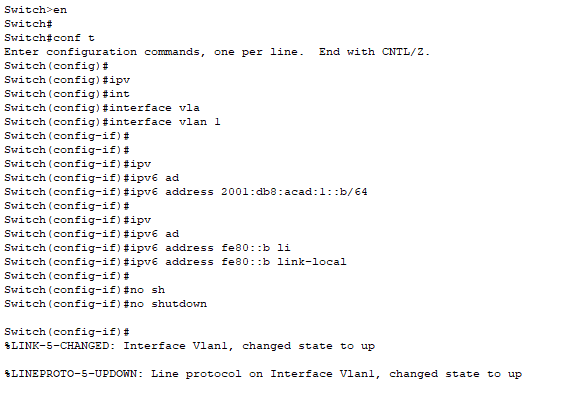 Switch>en
Switch#
Switch#conf t
Enter configuration commands, one per line.  End with CNTL/Z.
Switch(config)#
Switch(config)#ipv
Switch(config)#int
Switch(config)#interface vla
Switch(config)#interface vlan 1
Switch(config-if)#
Switch(config-if)#
Switch(config-if)#ipv
Switch(config-if)#ipv6 ad
Switch(config-if)#ipv6 address 2001:db8:acad:1::b/64
Switch(config-if)#
Switch(config-if)#ipv
Switch(config-if)#ipv6 ad
Switch(config-if)#ipv6 address fe80::b li
Switch(config-if)#ipv6 address fe80::b link-local
Switch(config-if)#
Switch(config-if)#no sh
Switch(config-if)#no shutdown
Switch(config-if)#
%LINK-5-CHANGED: Interface Vlan1, changed state to up
%LINEPROTO-5-UPDOWN: Line protocol on Interface Vlan1, changed state to up